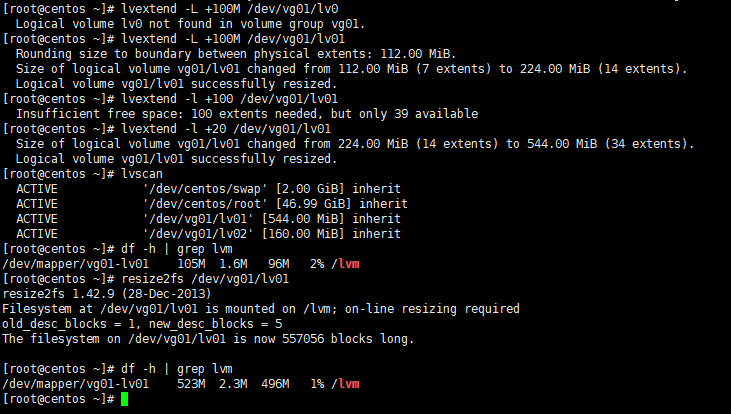 [root@centos ~]# lvextend -L +100M /dev/vg01/lv0
  Logical volume lv0 not found in volume group vg01.
[root@centos ~]# lvextend -L +100M /dev/vg01/lv01
  Rounding size to boundary between physical extents: 112.00 MiB.
  Size of logical volume vg01/lv01 changed from 112.00 MiB (7 extents) to 224.00 MiB (14 extents).
  Logical volume vg01/lv01 successfully resized.
[root@centos ~]# lvextend -l +100 /dev/vg01/lv01
  Insufficient free space: 100 extents needed, but only 39 available
[root@centos ~]# lvextend -l +20 /dev/vg01/lv01
  Size of logical volume vg01/lv01 changed from 224.00 MiB (14 extents) to 544.00 MiB (34 extents).
  Logical volume vg01/lv01 successfully resized.
[root@centos ~]# lvscan
  ACTIVE            '/dev/centos/swap' [2.00 GiB] inherit
  ACTIVE            '/dev/centos/root' [46.99 GiB] inherit
  ACTIVE            '/dev/vg01/lv01' [544.00 MiB] inherit
  ACTIVE            '/dev/vg01/lv02' [160.00 MiB] inherit
[root@centos ~]# df -h | grep lvm
/dev/mapper/vg01-lv01    105M  1.6M   96M   2% /lvm
[root@centos ~]# resize2fs /dev/vg01/lv01
resize2fs 1.42.9 (28-Dec-2013)
Filesystem at /dev/vg01/lv01 is mounted on /lvm; on-line resizing required
old_desc_blocks = 1, new_desc_blocks = 5
The filesystem on /dev/vg01/lv01 is now 557056 blocks long.
[root@centos ~]# df -h | grep lvm
/dev/mapper/vg01-lv01    523M  2.3M  496M   1% /lvm
[root@centos ~]#